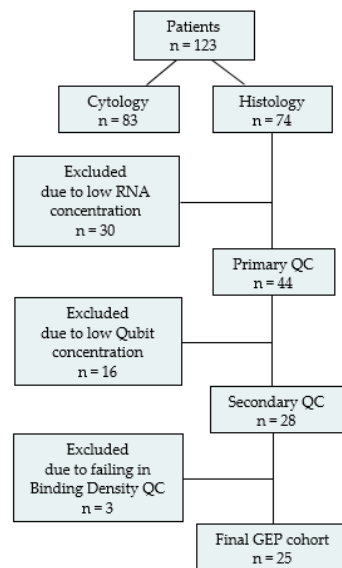 Patients
n = 123
Cytology
n = 83
Histology
n = 74
Excluded
due to low RNA
concentration
n = 30
Primary QC
n = 44
Excluded
due to low Qubit
concentration
n = 16
Secondary QC
n = 28
Excluded
due to failing in
Binding Density QC
n = 3
Final GEP cohort
n = 25